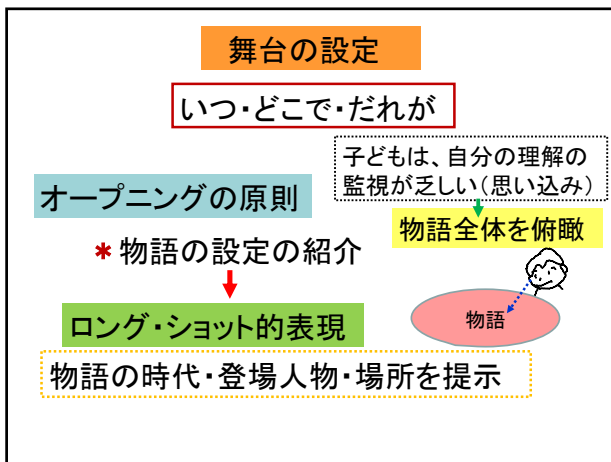 舞台の設定
いつ・どこで・だれが
子どもは、自分の理解の
監視が乏しい(思い込み)
オープニングの原則
物語全体を俯瞰
*物語の設定の紹介
物語
ロング・ショット的表現
物語の時代・登場人物・場所を提示